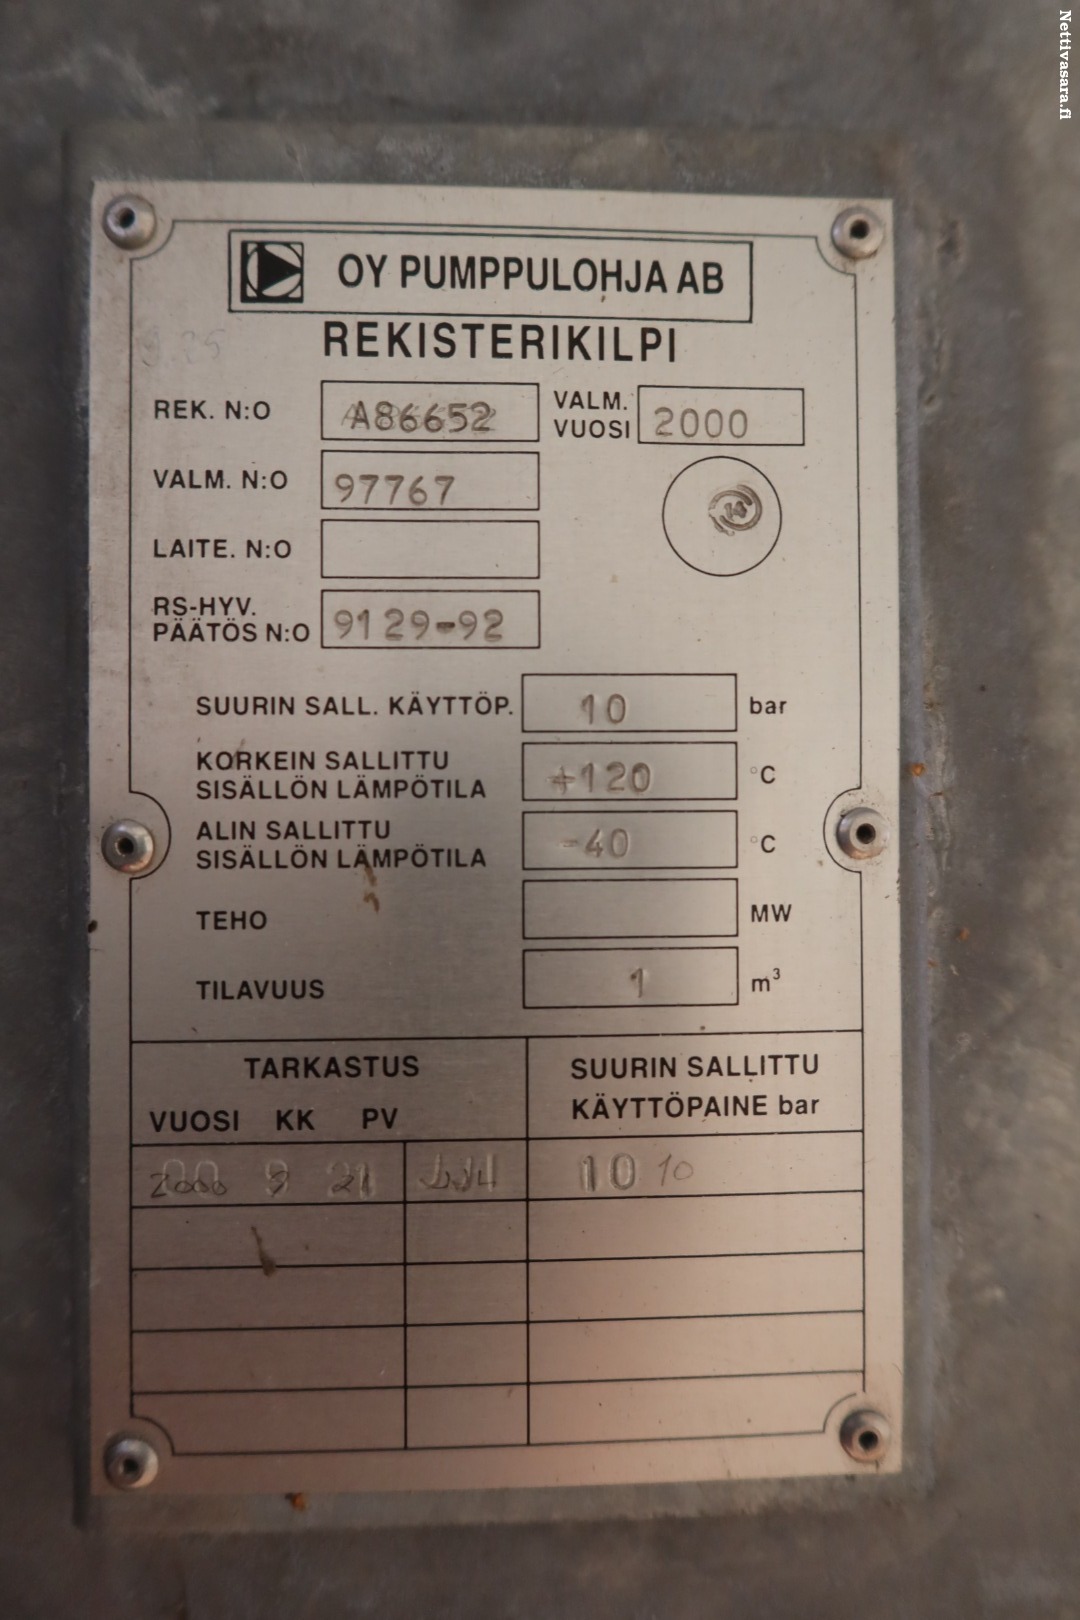 Nettivasara.fi
OY PUMPPULOHJA AB
REKISTERIKILPI
REK. N:O A86652 VALM. VUOSI 2000
VALM. N:O 97767
14
LAITE. N:O
RS-HYV.
PÄÄTÖS N:O 9129-92
SUURIN SALL. KÄYTTÖP. 10 bar
KORKEIN SALLITTU
SISÄLLÖN LÄMPÖTILA +120 °C
ALIN SALLITTU
SISÄLLÖN LÄMPÖTILA -40 °C
TEHO MW
TILAVUUS 1 m³
TARKASTUS
VUOSI KK PV
SUURIN SALLITTU
KÄYTTÖPAINE bar
2000 9 21 10 10